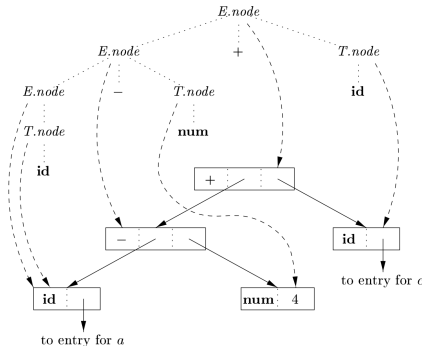 E.node
E.node + T.node
E.node − T.node id
T.node num
id
+
− id
to entry for c
id num 4
to entry for a